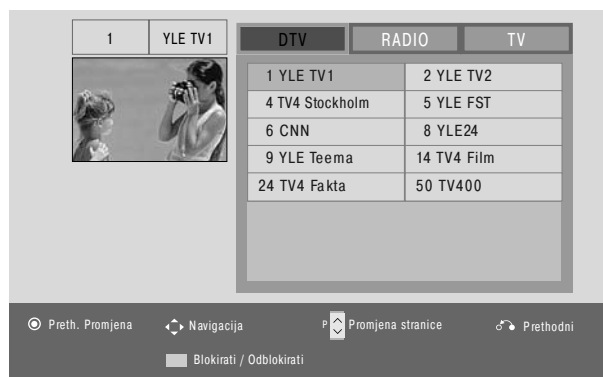 1 YLE TV1
DTV RADIO TV
1 YLE TV1 2 YLE TV2
4 TV4 Stockholm 5 YLE FST
6 CNN 8 YLE24
9 YLE Teema 14 TV4 Film
24 TV4 Fakta 50 TV400
Preth. Promjena Navigacija P Promjena stranice Prethodni
Blokirati / Odblokirati